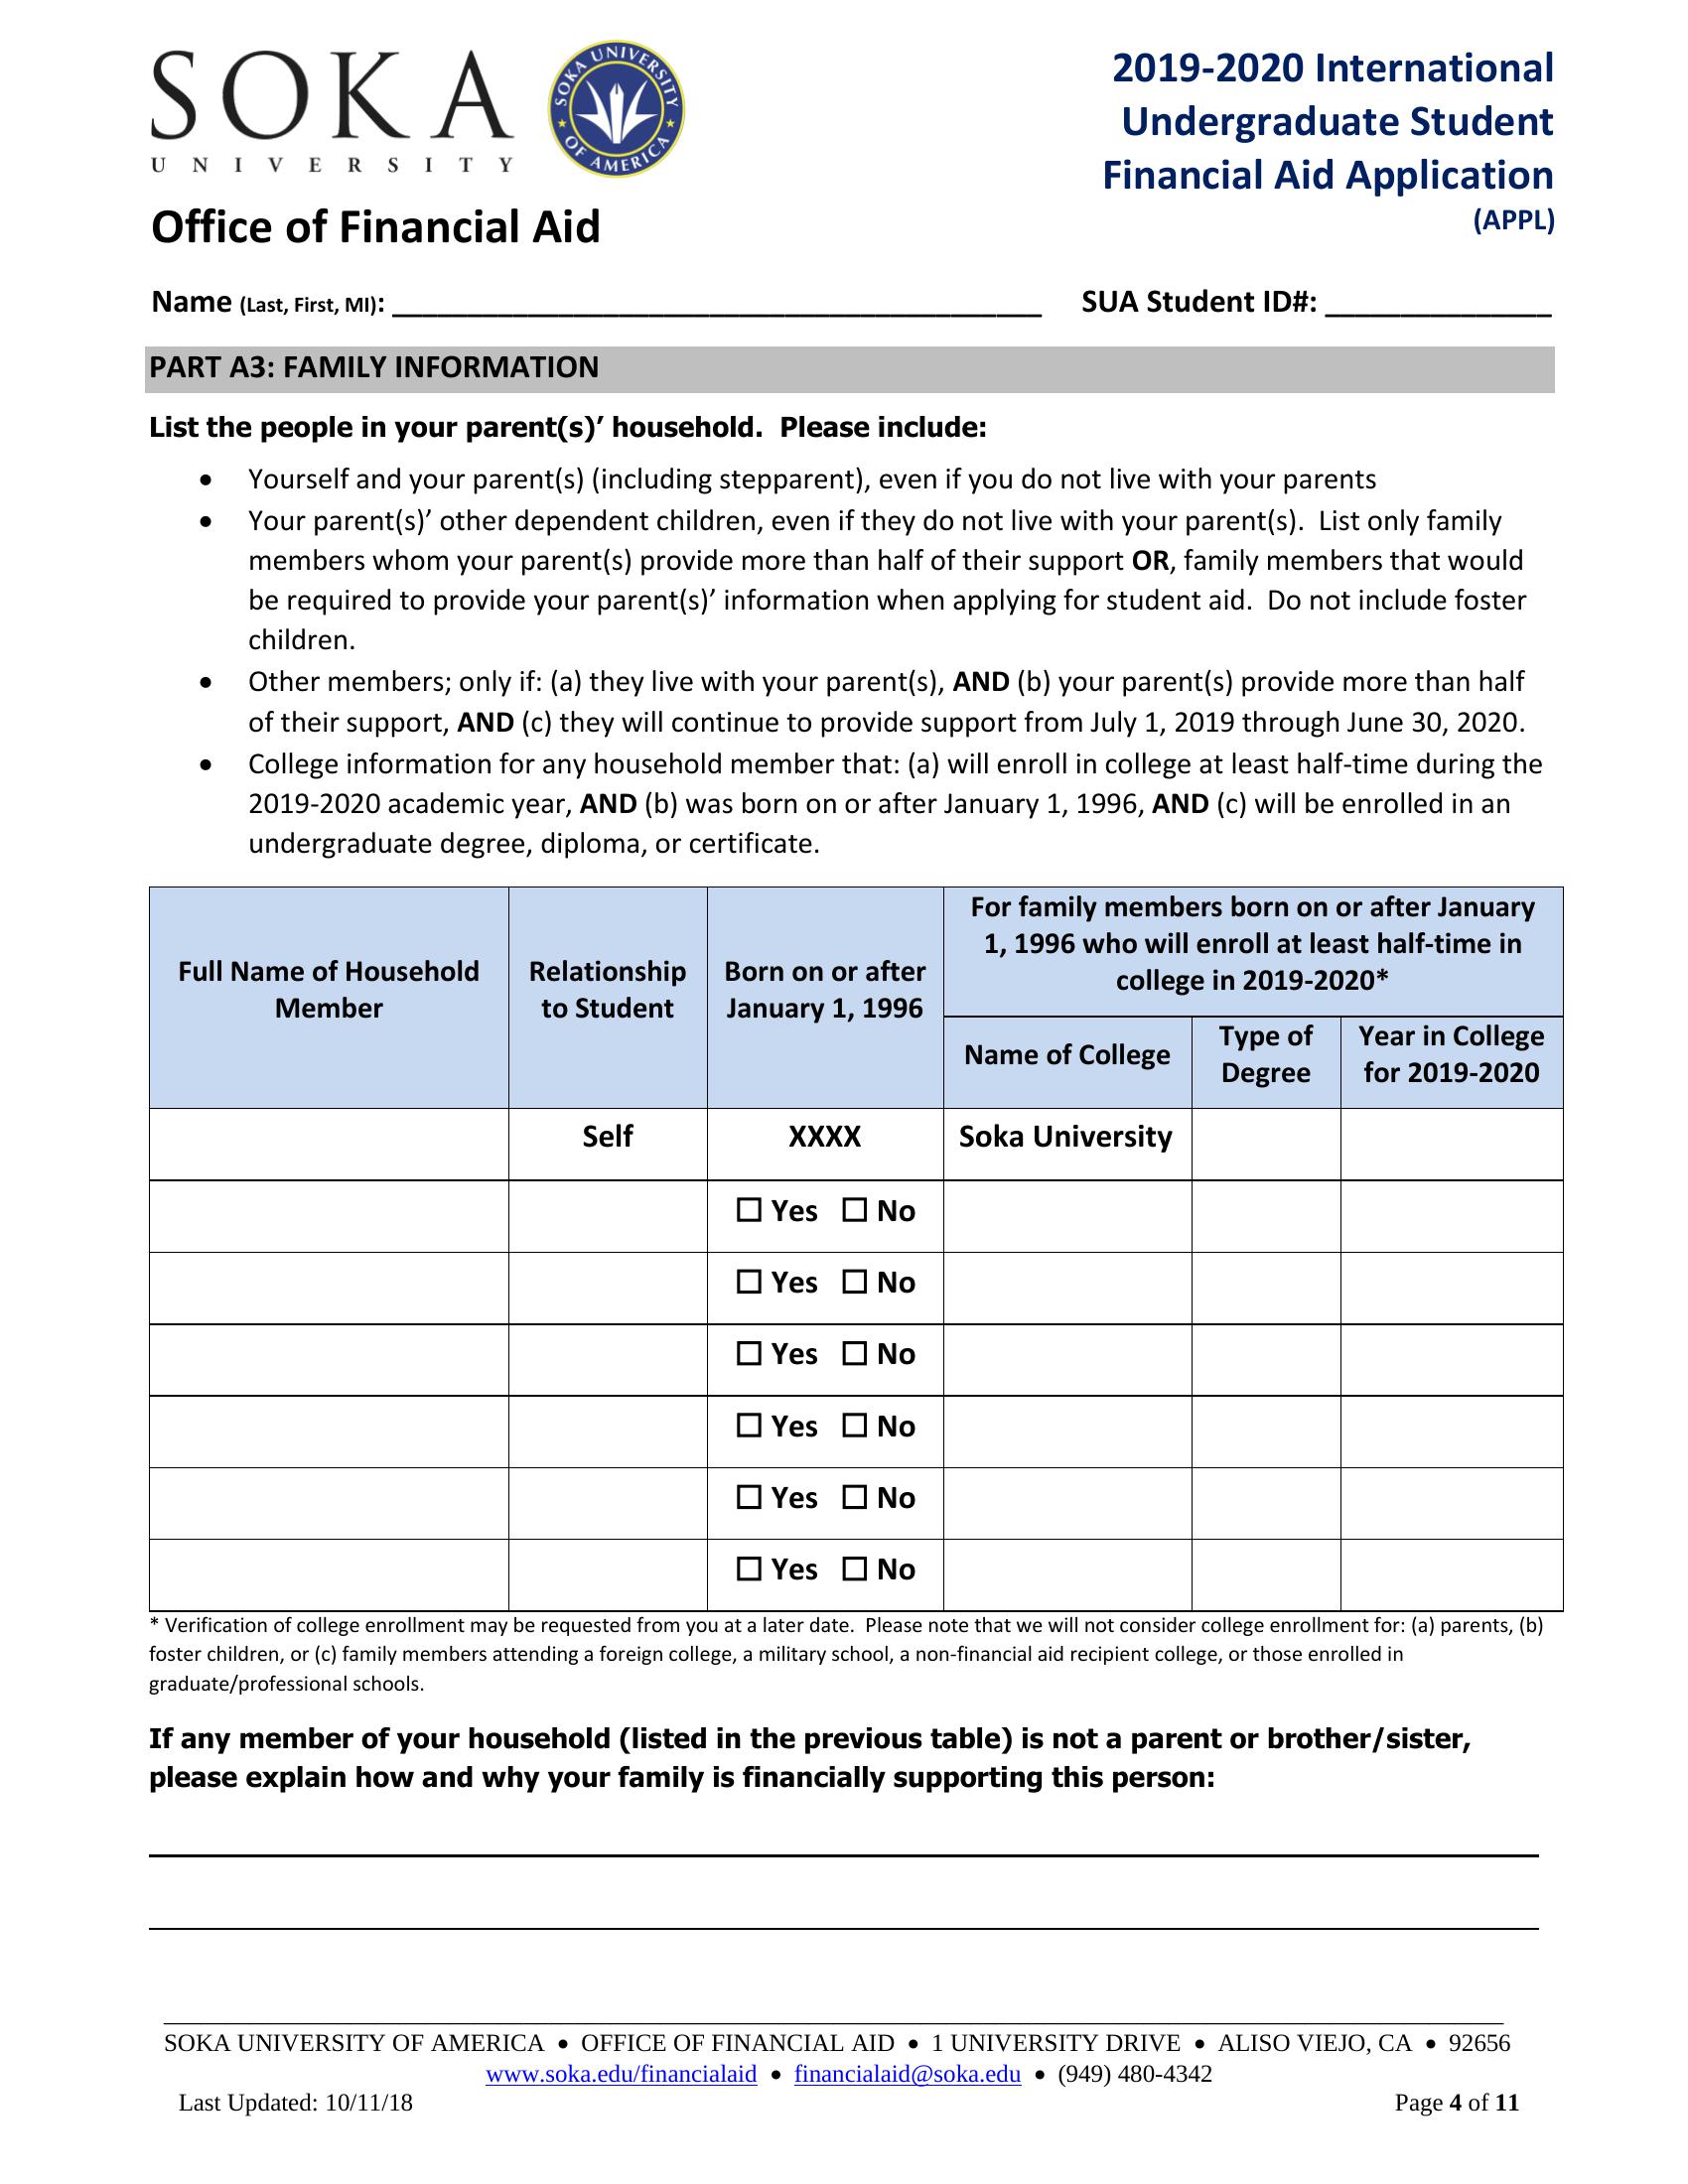 SOKA
UNIVERSITY
SOKA UNIVERSITY OF AMERICA
Office of Financial Aid
2019-2020 International
Undergraduate Student
Financial Aid Application
(APPL)
Name (Last, First, MI): ___________________________________________ SUA Student ID#: _______________
PART A3: FAMILY INFORMATION
List the people in your parent(s)’ household. Please include:
• Yourself and your parent(s) (including stepparent), even if you do not live with your parents
• Your parent(s)’ other dependent children, even if they do not live with your parent(s). List only family
members whom your parent(s) provide more than half of their support OR, family members that would
be required to provide your parent(s)’ information when applying for student aid. Do not include foster
children.
• Other members; only if: (a) they live with your parent(s), AND (b) your parent(s) provide more than half
of their support, AND (c) they will continue to provide support from July 1, 2019 through June 30, 2020.
• College information for any household member that: (a) will enroll in college at least half-time during the
2019-2020 academic year, AND (b) was born on or after January 1, 1996, AND (c) will be enrolled in an
undergraduate degree, diploma, or certificate.
Full Name of Household
Member
Relationship
to Student
Born on or after
January 1, 1996
For family members born on or after January
1, 1996 who will enroll at least half-time in
college in 2019-2020*
Name of College
Type of
Degree
Year in College
for 2019-2020
Self XXXX Soka University
☐ Yes ☐ No
☐ Yes ☐ No
☐ Yes ☐ No
☐ Yes ☐ No
☐ Yes ☐ No
☐ Yes ☐ No
* Verification of college enrollment may be requested from you at a later date. Please note that we will not consider college enrollment for: (a) parents, (b)
foster children, or (c) family members attending a foreign college, a military school, a non-financial aid recipient college, or those enrolled in
graduate/professional schools.
If any member of your household (listed in the previous table) is not a parent or brother/sister,
please explain how and why your family is financially supporting this person:
SOKA UNIVERSITY OF AMERICA • OFFICE OF FINANCIAL AID • 1 UNIVERSITY DRIVE • ALISO VIEJO, CA • 92656
www.soka.edu/financialaid • financialaid@soka.edu • (949) 480-4342
Last Updated: 10/11/18 Page 4 of 11